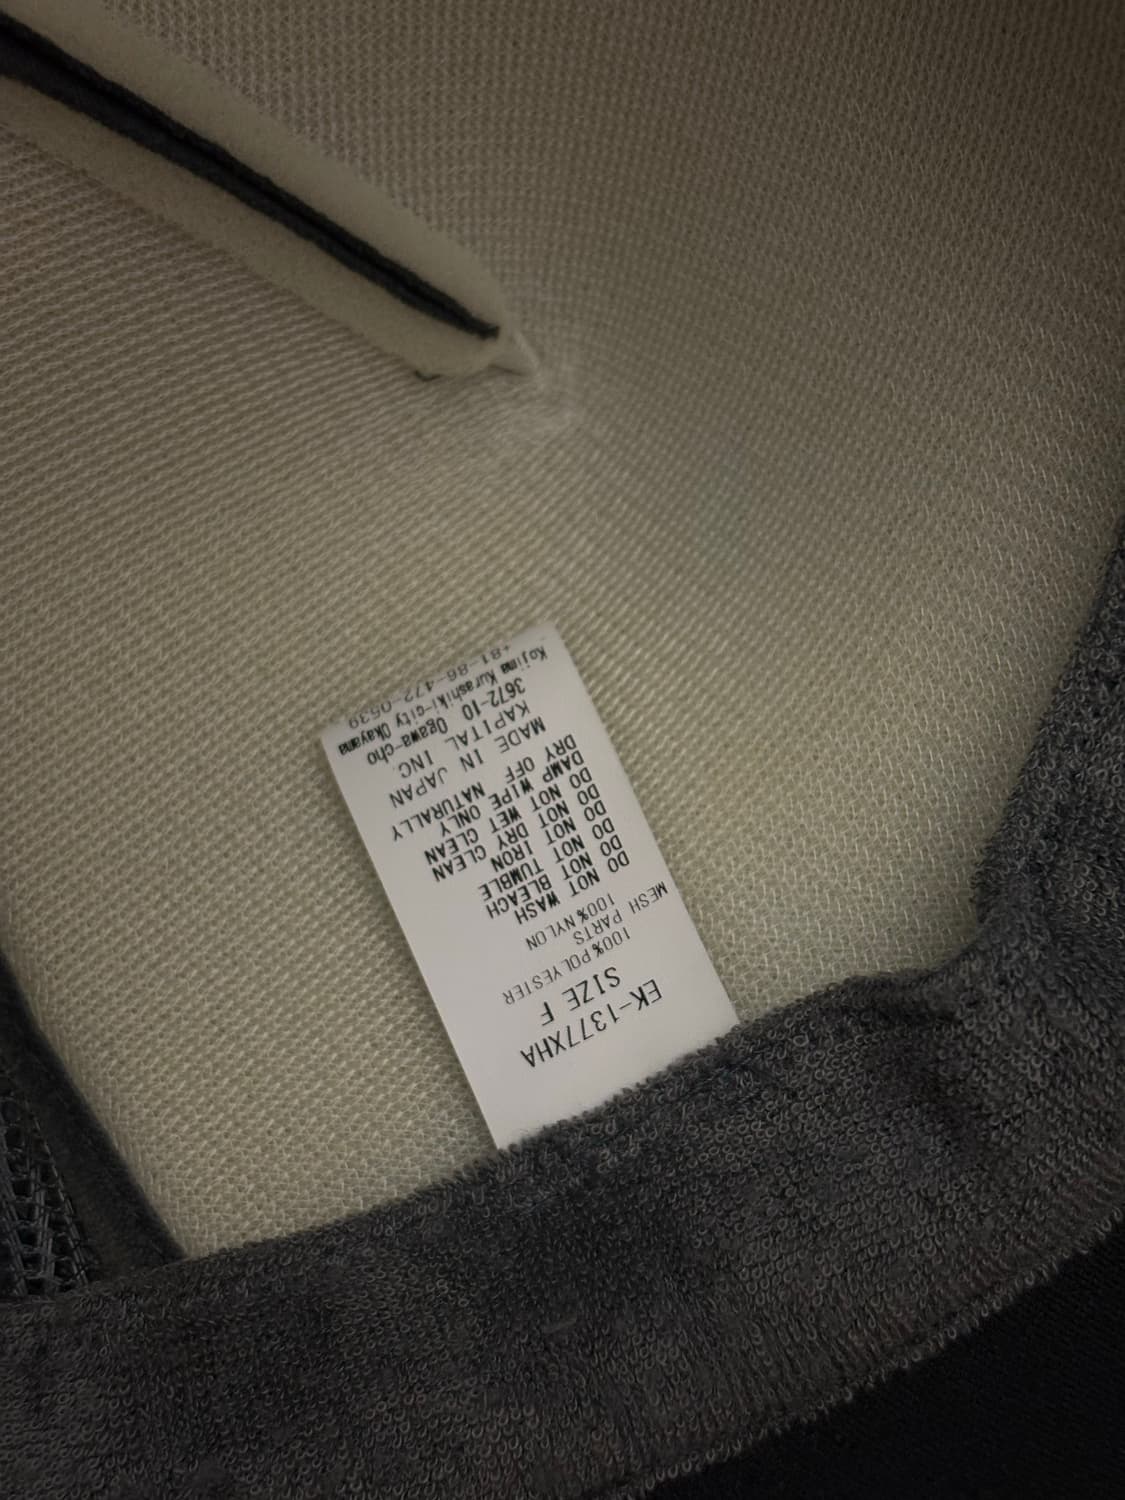 EK-1377XHA
SIZE F
100%POLYESTER
MESH PARTS
100%NYLON
DO NOT WASH
DO NOT BLEACH
DO NOT TUMBLE
DO NOT IRON
DO NOT DRY CLEAN
DO NOT WET CLEAN
DAMP WIPE ONLY
DRY OFF NATURALLY
MADE IN JAPAN
KAPITAL INC
3672-10 Ogawa-cho
Kojima Kurashiki-city Okayama
+81-86-472-0539